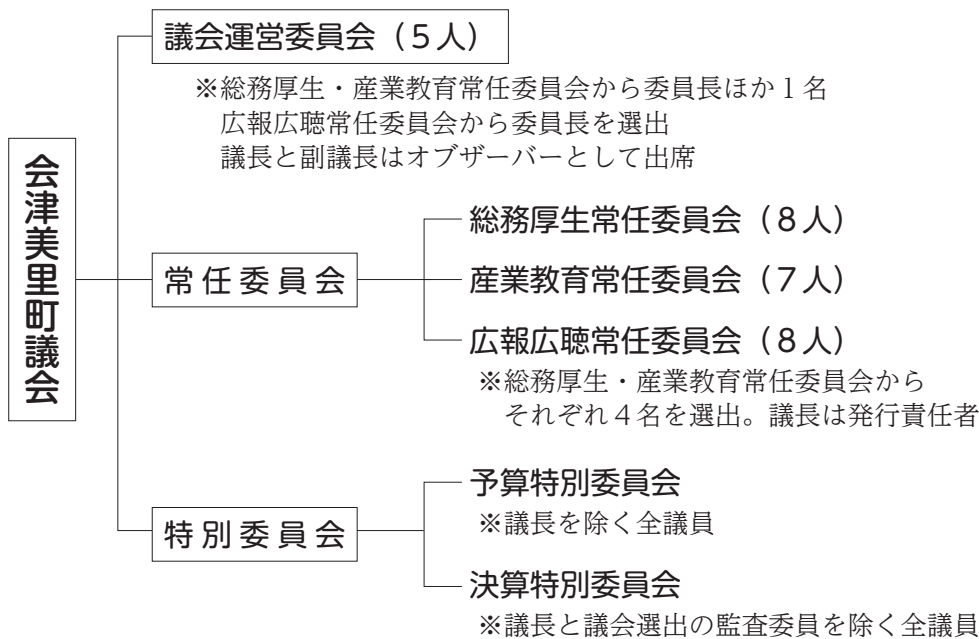 会津美里町議会
議会運営委員会（5人）
※総務厚生・産業教育常任委員会から委員長ほか１名
広報広聴常任委員会から委員長を選出
議長と副議長はオブザーバーとして出席
常任委員会
総務厚生常任委員会（8人）
産業教育常任委員会（7人）
広報広聴常任委員会（8人）
※総務厚生・産業教育常任委員会から
それぞれ４名を選出。議長は発行責任者
特別委員会
予算特別委員会
※議長を除く全議員
決算特別委員会
※議長と議会選出の監査委員を除く全議員